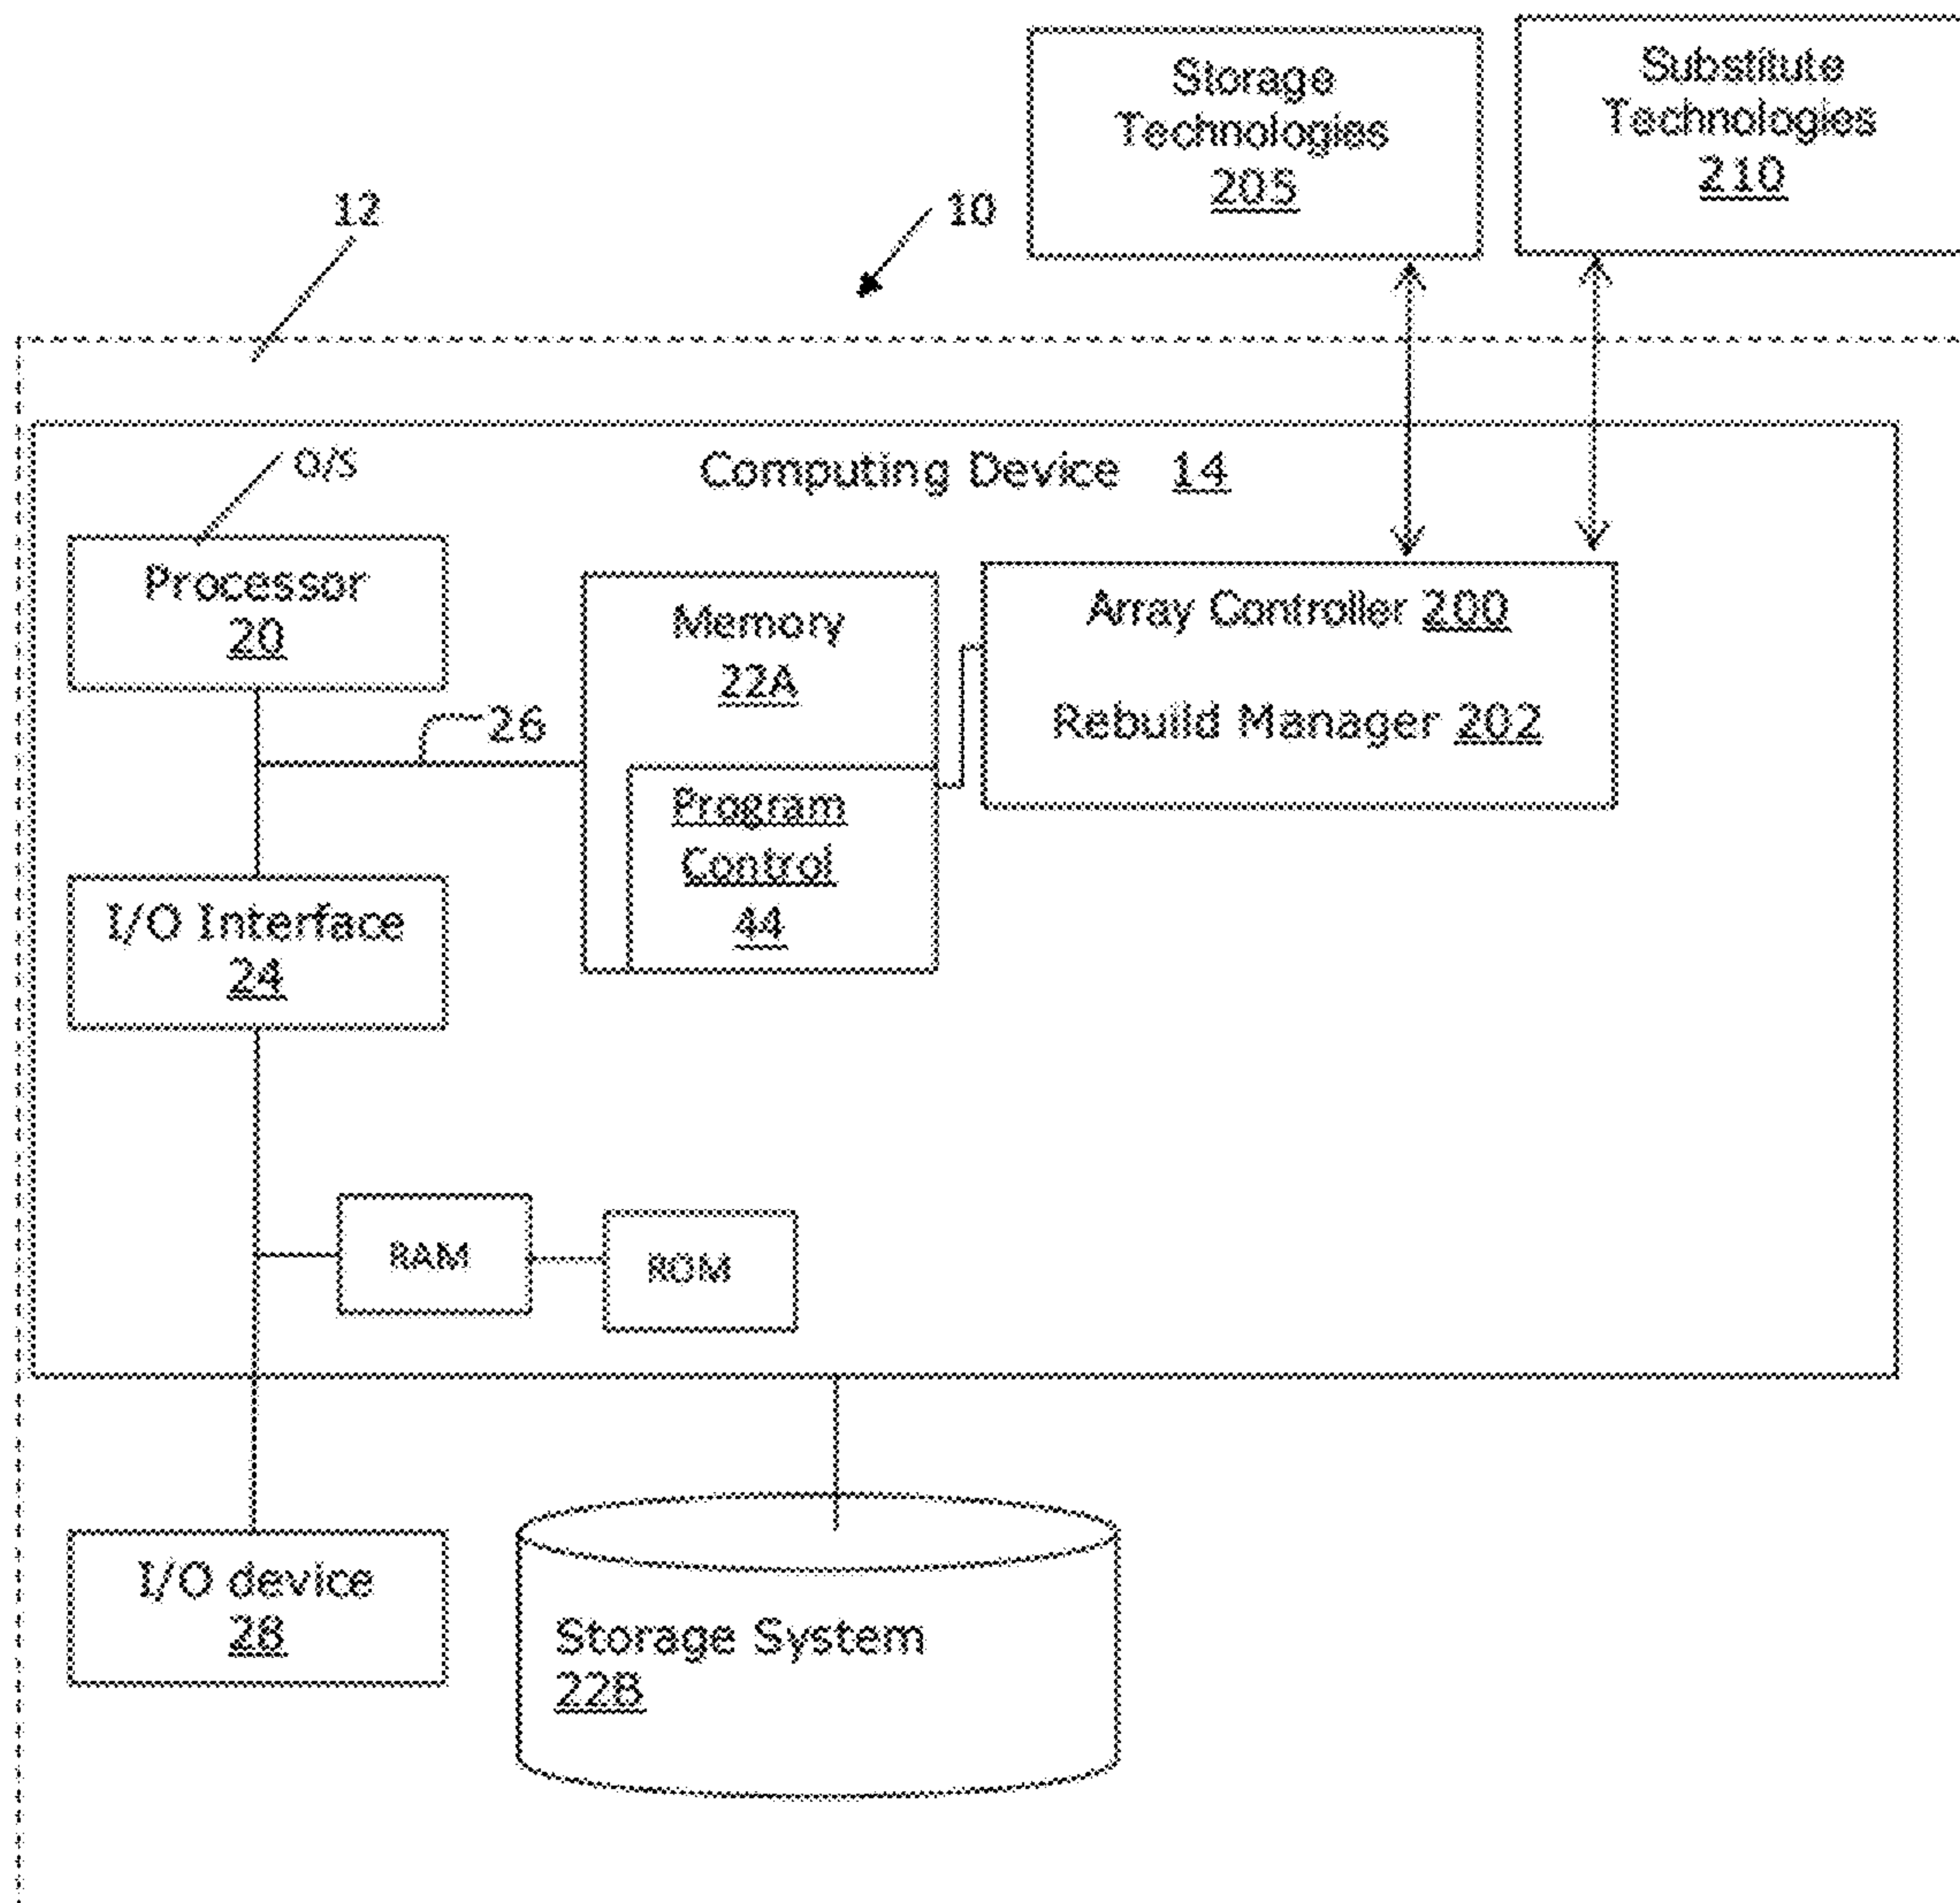 Storage
Technologies
205
Substitute
Technologies
210
12
10
O/S
Computing Device 14
Processor
20
Memory
22A
Array Controller 200
Rebuild Manager 202
26
Program
Control
44
I/O Interface
24
RAM
ROM
I/O device
28
Storage System
22B